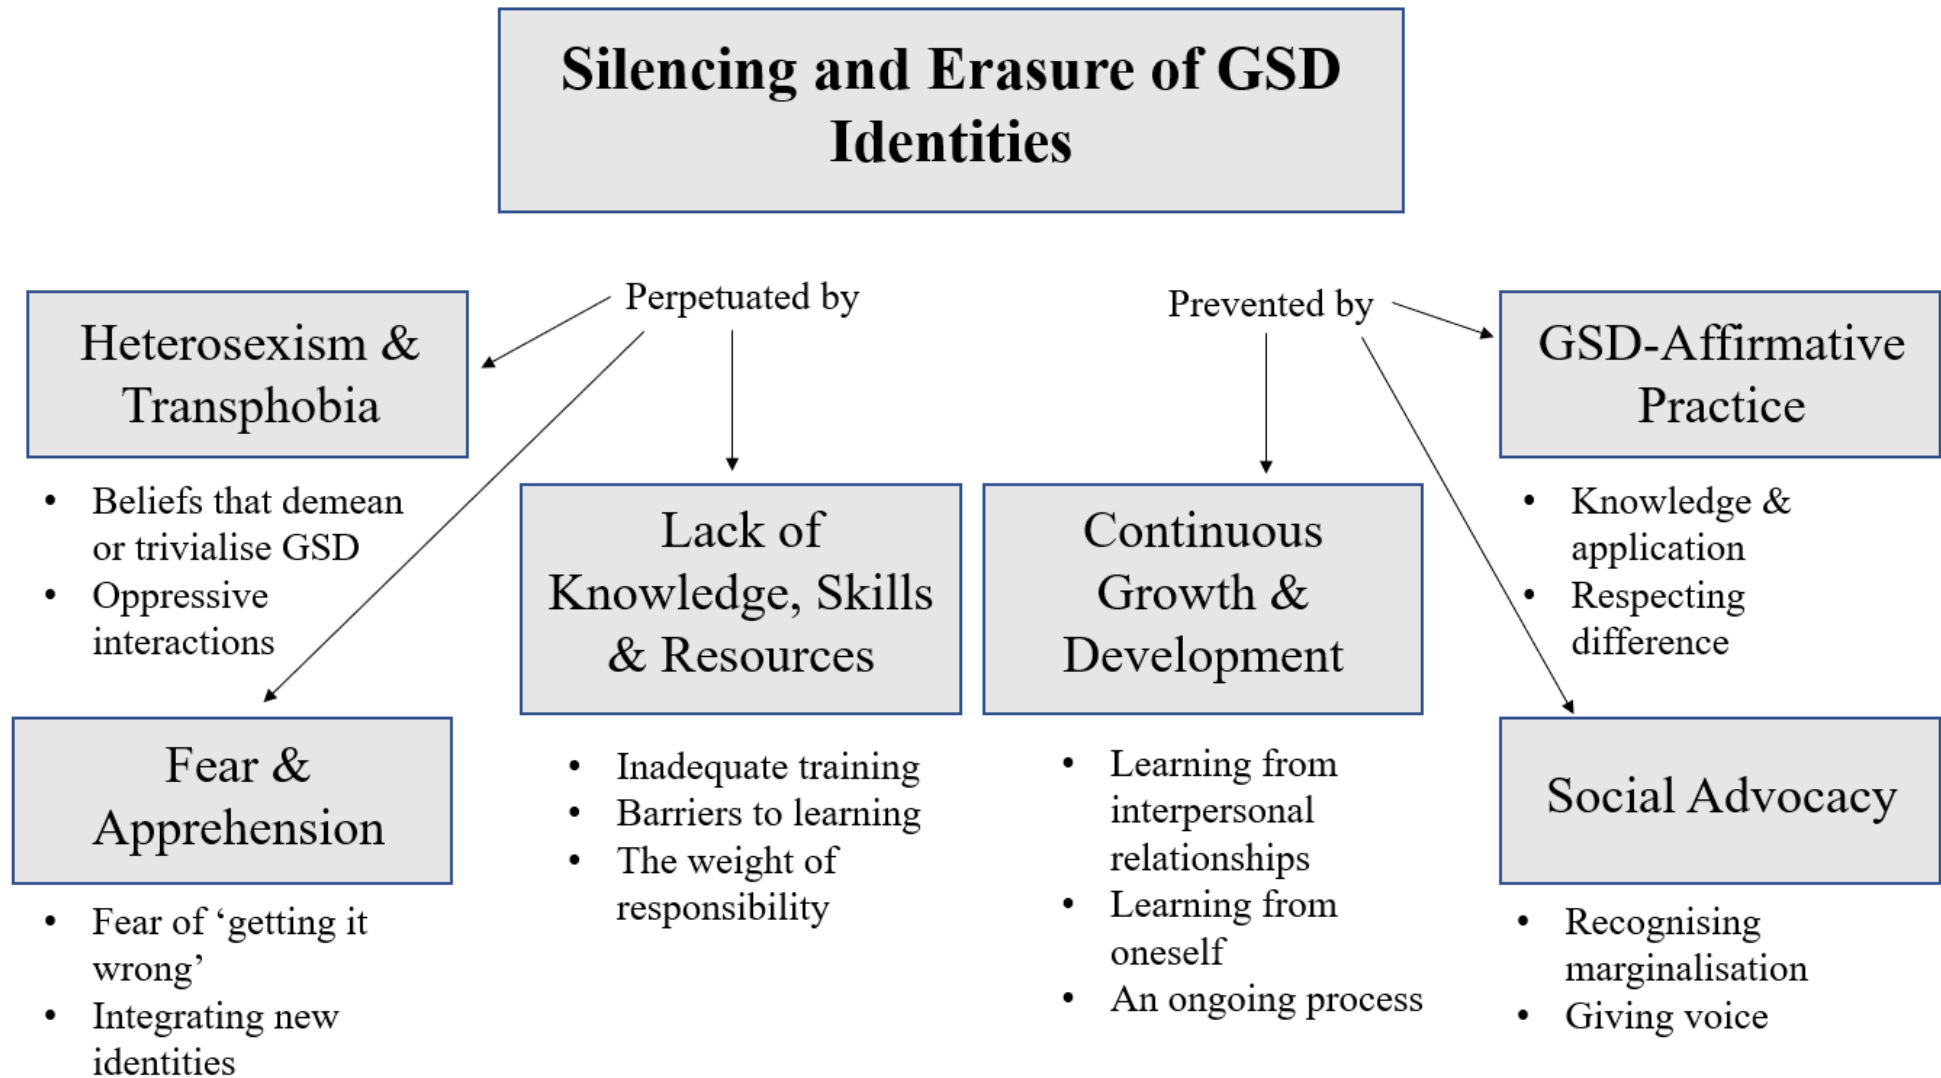 Silencing and Erasure of GSD
Identities
Perpetuated by
Heterosexism &
Transphobia
• Beliefs that demean
or trivialise GSD
• Oppressive
interactions
Fear &
Apprehension
• Fear of ‘getting it
wrong’
• Integrating new
identities
Lack of
Knowledge, Skills
& Resources
• Inadequate training
• Barriers to learning
• The weight of
responsibility
Prevented by
Continuous
Growth &
Development
• Learning from
interpersonal
relationships
• Learning from
oneself
• An ongoing process
GSD-Affirmative
Practice
• Knowledge &
application
• Respecting
difference
Social Advocacy
• Recognising
marginalisation
• Giving voice